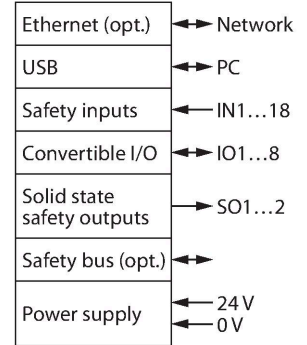 Ethernet (opt.) Network
USB PC
Safety inputs IN1...18
Convertible I/O IO1...8
Solid state
safety outputs SO1...2
Safety bus (opt.)
Power supply 24 V
0 V